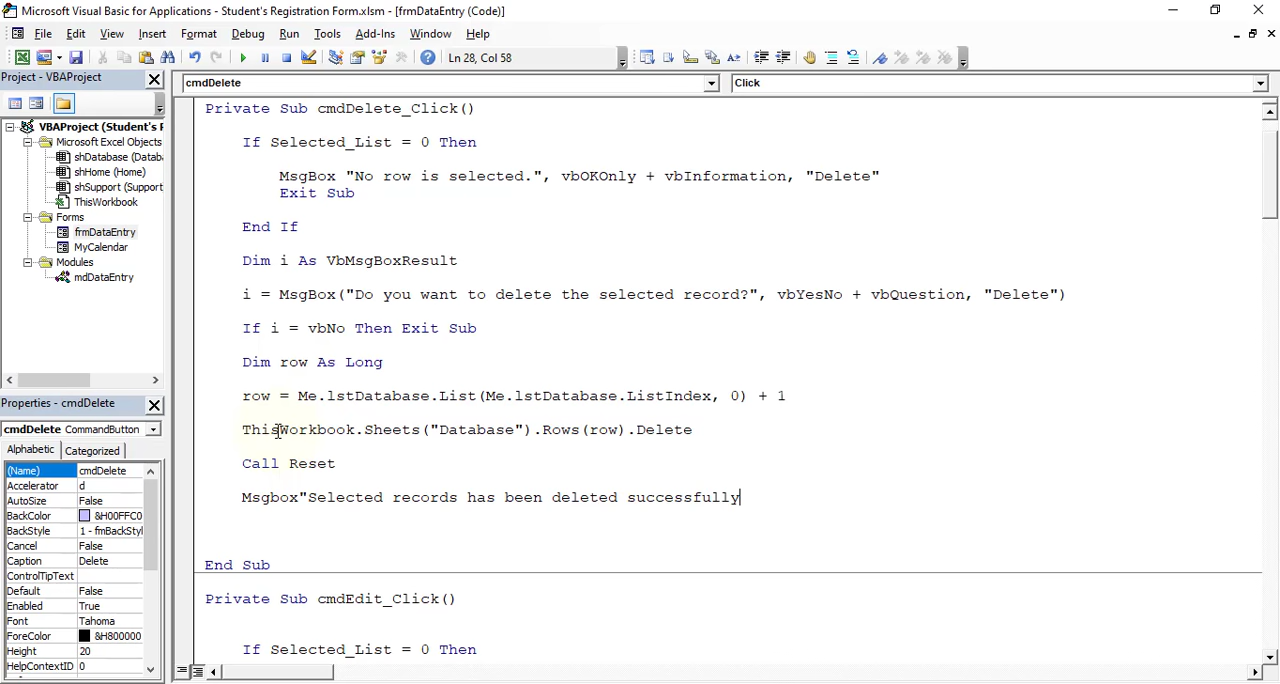 Microsoft Visual Basic for Applications - Student's Registration Form.xlsm - [frmDataEntry (Code)]
File Edit View Insert Format Debug Run Tools Add-Ins Window Help
Ln 28, Col 58
Project - VBAProject
cmdDelete Click
VBAProject (Student's F
Microsoft Excel Objects
shDatabase (Datab
shHome (Home)
shSupport (Support
ThisWorkbook
Forms
frmDataEntry
MyCalendar
Modules
mdDataEntry
Properties - cmdDelete
cmdDelete CommandButton
Alphabetic Categorized
(Name) cmdDelete
Accelerator d
AutoSize False
BackColor &H00FFC0
BackStyle 1 - fmBackStyl
Cancel False
Caption Delete
ControlTipText
Default False
Enabled True
Font Tahoma
ForeColor &H800000
Height 20
HelpContextID 0
Private Sub cmdDelete_Click()
If Selected_List = 0 Then
MsgBox "No row is selected.", vbOKOnly + vbInformation, "Delete"
Exit Sub
End If
Dim i As VbMsgBoxResult
i = MsgBox("Do you want to delete the selected record?", vbYesNo + vbQuestion, "Delete")
If i = vbNo Then Exit Sub
Dim row As Long
row = Me.lstDatabase.List(Me.lstDatabase.ListIndex, 0) + 1
ThisWorkbook.Sheets("Database").Rows(row).Delete
Call Reset
Msgbox"Selected records has been deleted successfully
End Sub
Private Sub cmdEdit_Click()
If Selected_List = 0 Then